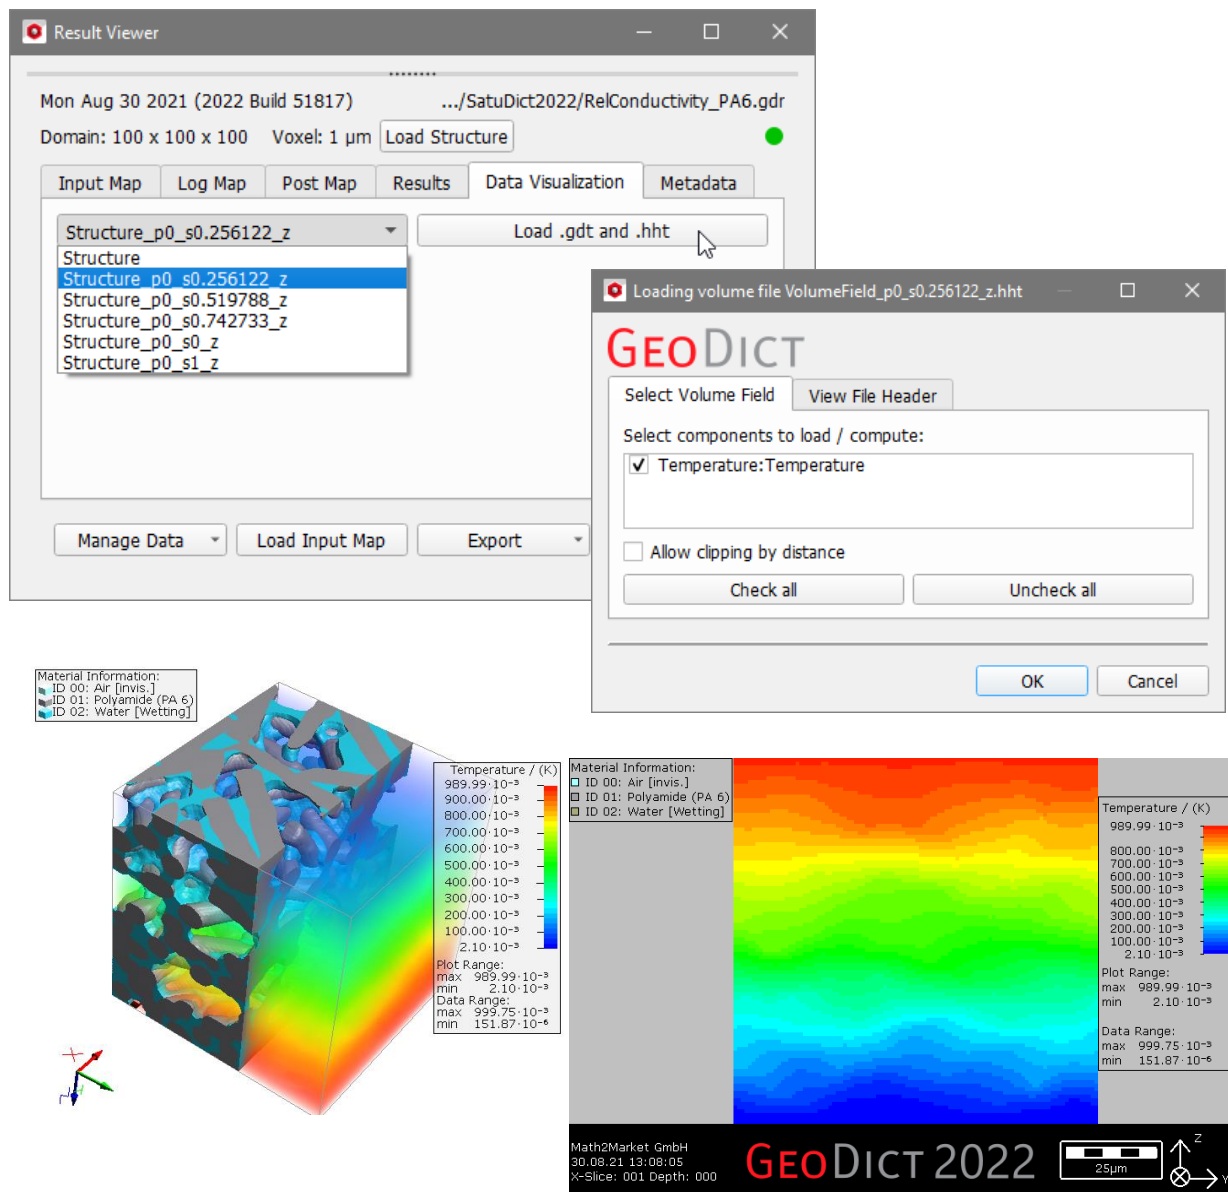 Result Viewer
Mon Aug 30 2021 (2022 Build 51817)
.../SatuDict2022/RelConductivity_PA6.gdr
Domain: 100 x 100 x 100 Voxel: 1 µm Load Structure
Input Map Log Map Post Map Results Data Visualization Metadata
Structure_p0_s0.256122_z
Load .gdt and .hht
Structure
Structure_p0_s0.256122_z
Structure_p0_s0.519788_z
Structure_p0_s0.742733_z
Structure_p0_s0_z
Structure_p0_s1_z
Manage Data Load Input Map Export
Loading volume file VolumeField_p0_s0.256122_z.hht
GEODICT
Select Volume Field View File Header
Select components to load / compute:
Temperature:Temperature
Allow clipping by distance
Check all Uncheck all
OK Cancel
Material Information:
ID 00: Air [invis.]
ID 01: Polyamide (PA 6)
ID 02: Water [Wetting]
Temperature / (K)
989.99·10⁻³
900.00·10⁻³
800.00·10⁻³
700.00·10⁻³
600.00·10⁻³
500.00·10⁻³
400.00·10⁻³
300.00·10⁻³
200.00·10⁻³
100.00·10⁻³
2.10·10⁻³
Plot Range:
max 989.99·10⁻³
min 2.10·10⁻³
Data Range:
max 999.75·10⁻³
min 151.87·10⁻⁶
X
Material Information:
ID 00: Air [invis.]
ID 01: Polyamide (PA 6)
ID 02: Water [Wetting]
Temperature / (K)
989.99·10⁻³
800.00·10⁻³
700.00·10⁻³
600.00·10⁻³
500.00·10⁻³
400.00·10⁻³
300.00·10⁻³
200.00·10⁻³
100.00·10⁻³
2.10·10⁻³
Plot Range:
max 989.99·10⁻³
min 2.10·10⁻³
Data Range:
max 999.75·10⁻³
min 151.87·10⁻⁶
Math2Market GmbH
30.08.21 13:08:05
X-Slice: 001 Depth: 000
GEODICT 2022
25µm
Z
Y